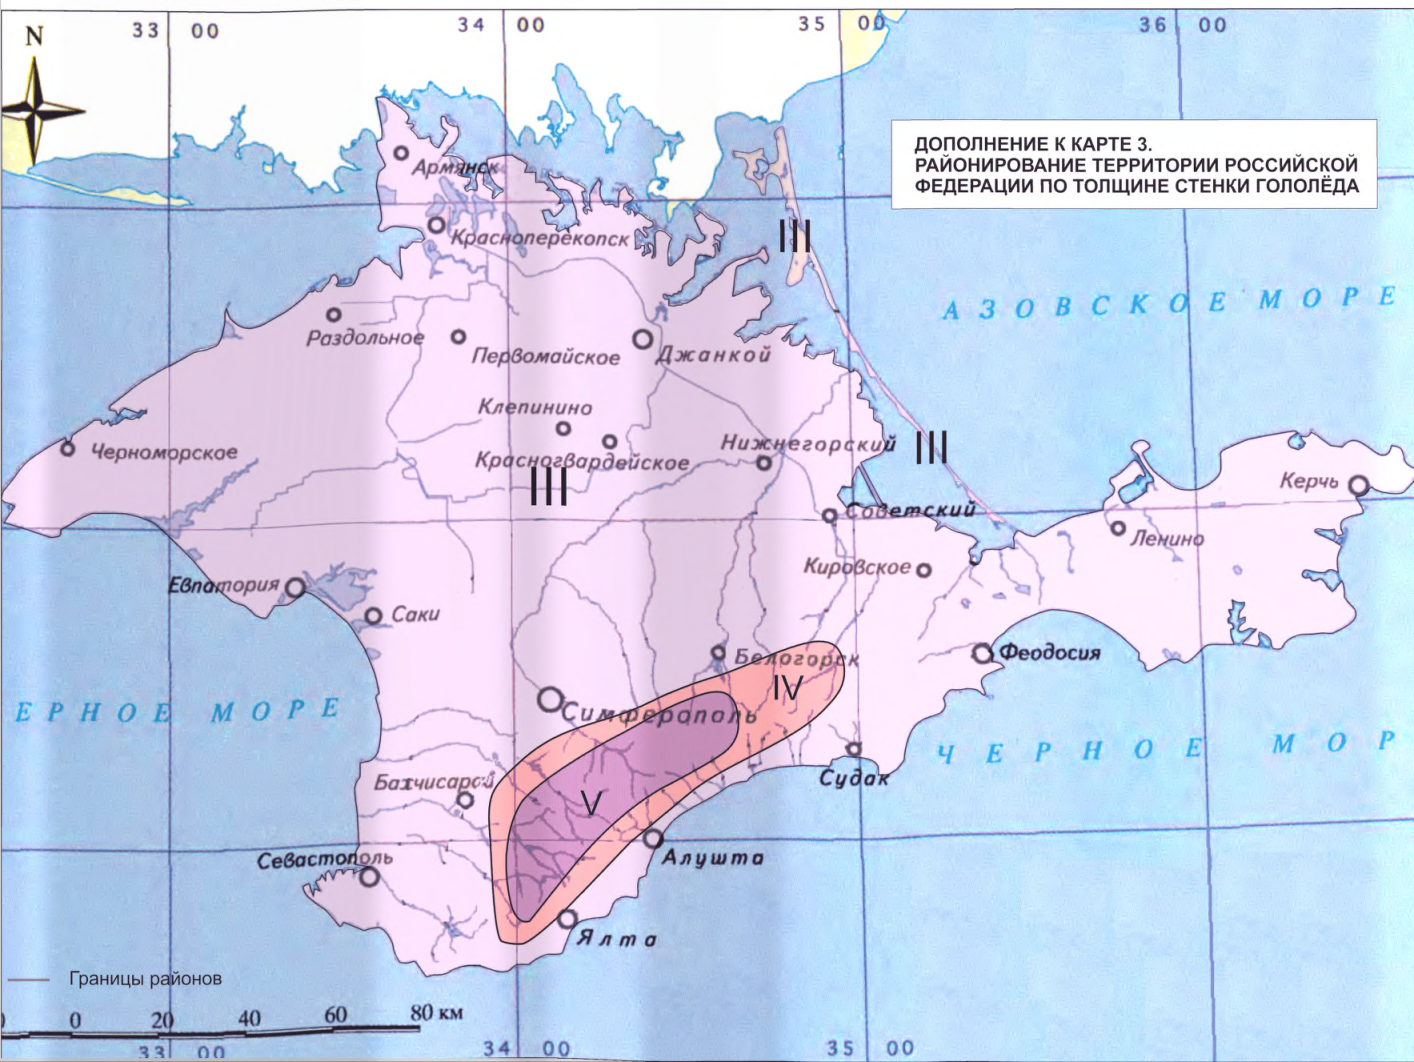 N
33 00
34 00
35 00
36 00
ДОПОЛНЕНИЕ К КАРТЕ 3.
РАЙОНИРОВАНИЕ ТЕРРИТОРИИ РОССИЙСКОЙ
ФЕДЕРАЦИИ ПО ТОЛЩИНЕ СТЕНКИ ГОЛОЛЁДА
Армянск
Красноперекопск
III
АЗОВСКОЕ МОРЕ
Раздольное
Первомайское
Джанкой
Клепинино
Черноморское
Красногвардейское
Нижнегорский
III
III
Керчь
Советский
Ленино
Кировское
Евпатория
Саки
Белогорск
Феодосия
IV
Симферополь
ЕРНОЕ МОРЕ
ЧЕРНОЕ МОР
Судак
Бахчисарай
V
Севастополь
Алушта
Ялта
Границы районов
0 20 40 60 80 км
33 00
34 00
35 00